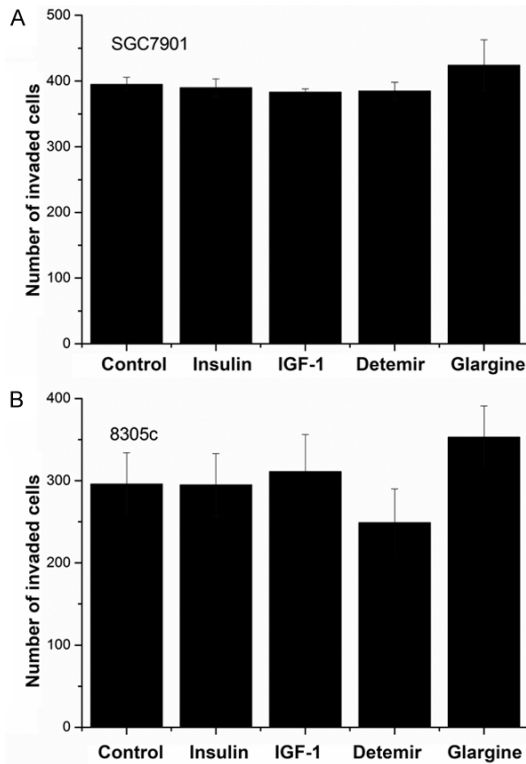 A
SGC7901
Number of invaded cells
500
400
300
200
100
0
Control Insulin IGF-1 Detemir Glargine
B
8305c
Number of invaded cells
400
300
200
100
0
Control Insulin IGF-1 Detemir Glargine